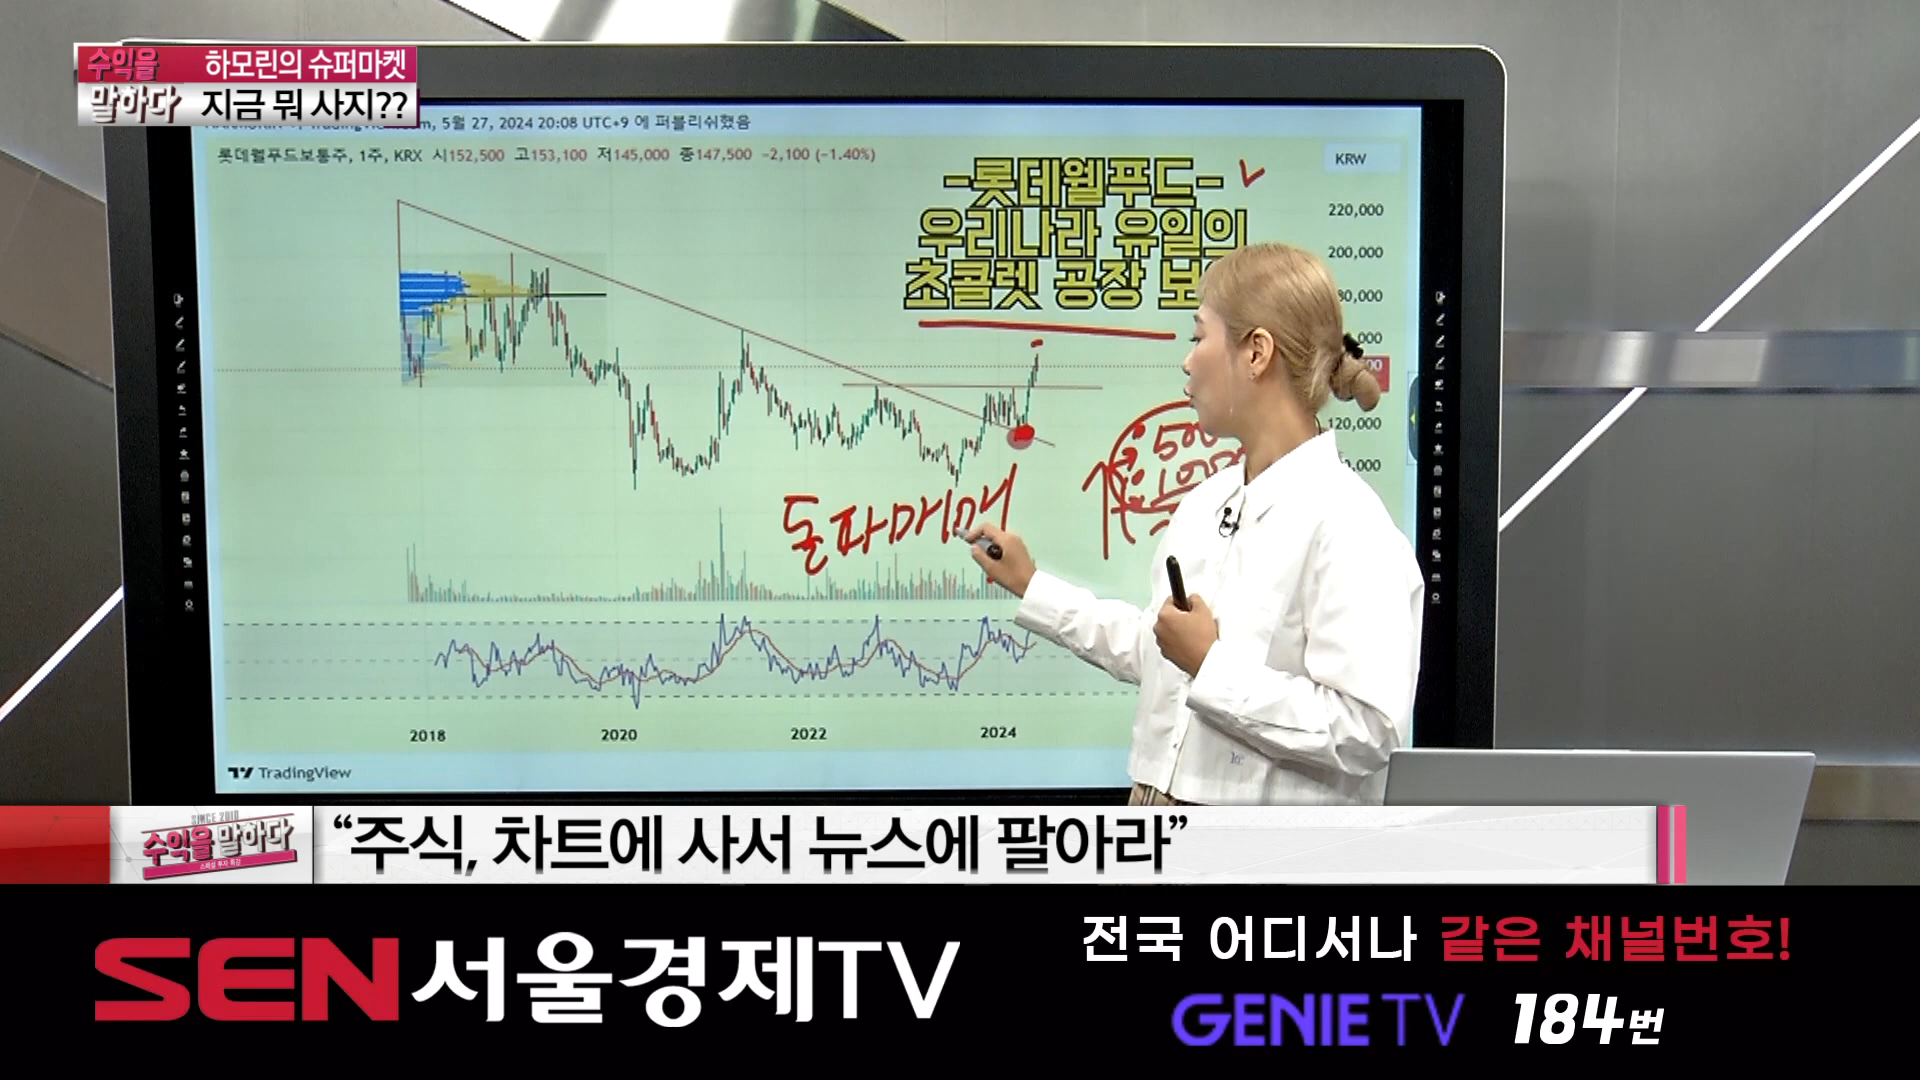 수익을 말하다
하모린의 슈퍼마켓
지금 뭐 사지??
5월 27, 2024 20:08 UTC+9 에 퍼블리쉬했음
롯데웰푸드보통주, 1주, KRX 시152,500 고153,100 저145,000 종147,500 −2,100 (−1.40%)
KRW
-롯데웰푸드-
우리나라 유일의
초콜렛 공장
220,000
200,000
120,000
돌파매매
2018 2020 2022 2024
TradingView
SINCE 2010
수익을 말하다
“주식, 차트에 사서 뉴스에 팔아라”
SEN서울경제TV
전국 어디서나 같은 채널번호!
GENIE TV 184번